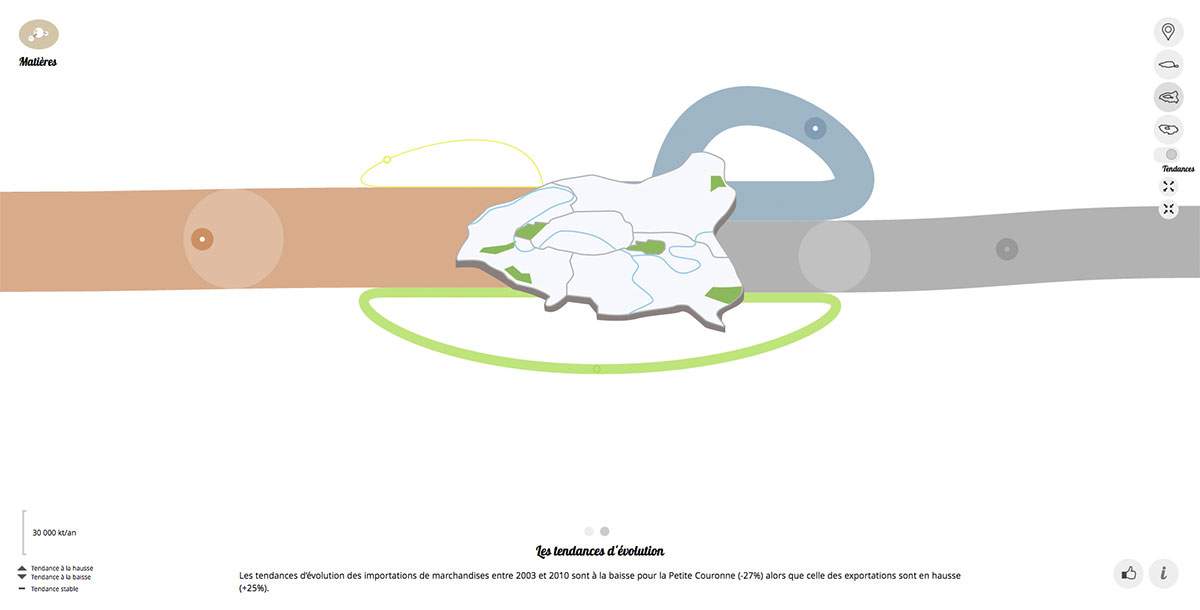 Matières
Tendances
30 000 kt/an
Tendance à la hausse
Tendance à la baisse
Tendance stable
Les tendances d'évolution
Les tendances d'évolution des importations de marchandises entre 2003 et 2010 sont à la baisse pour la Petite Couronne (-27%) alors que celle des exportations sont en hausse
(+25%).
i